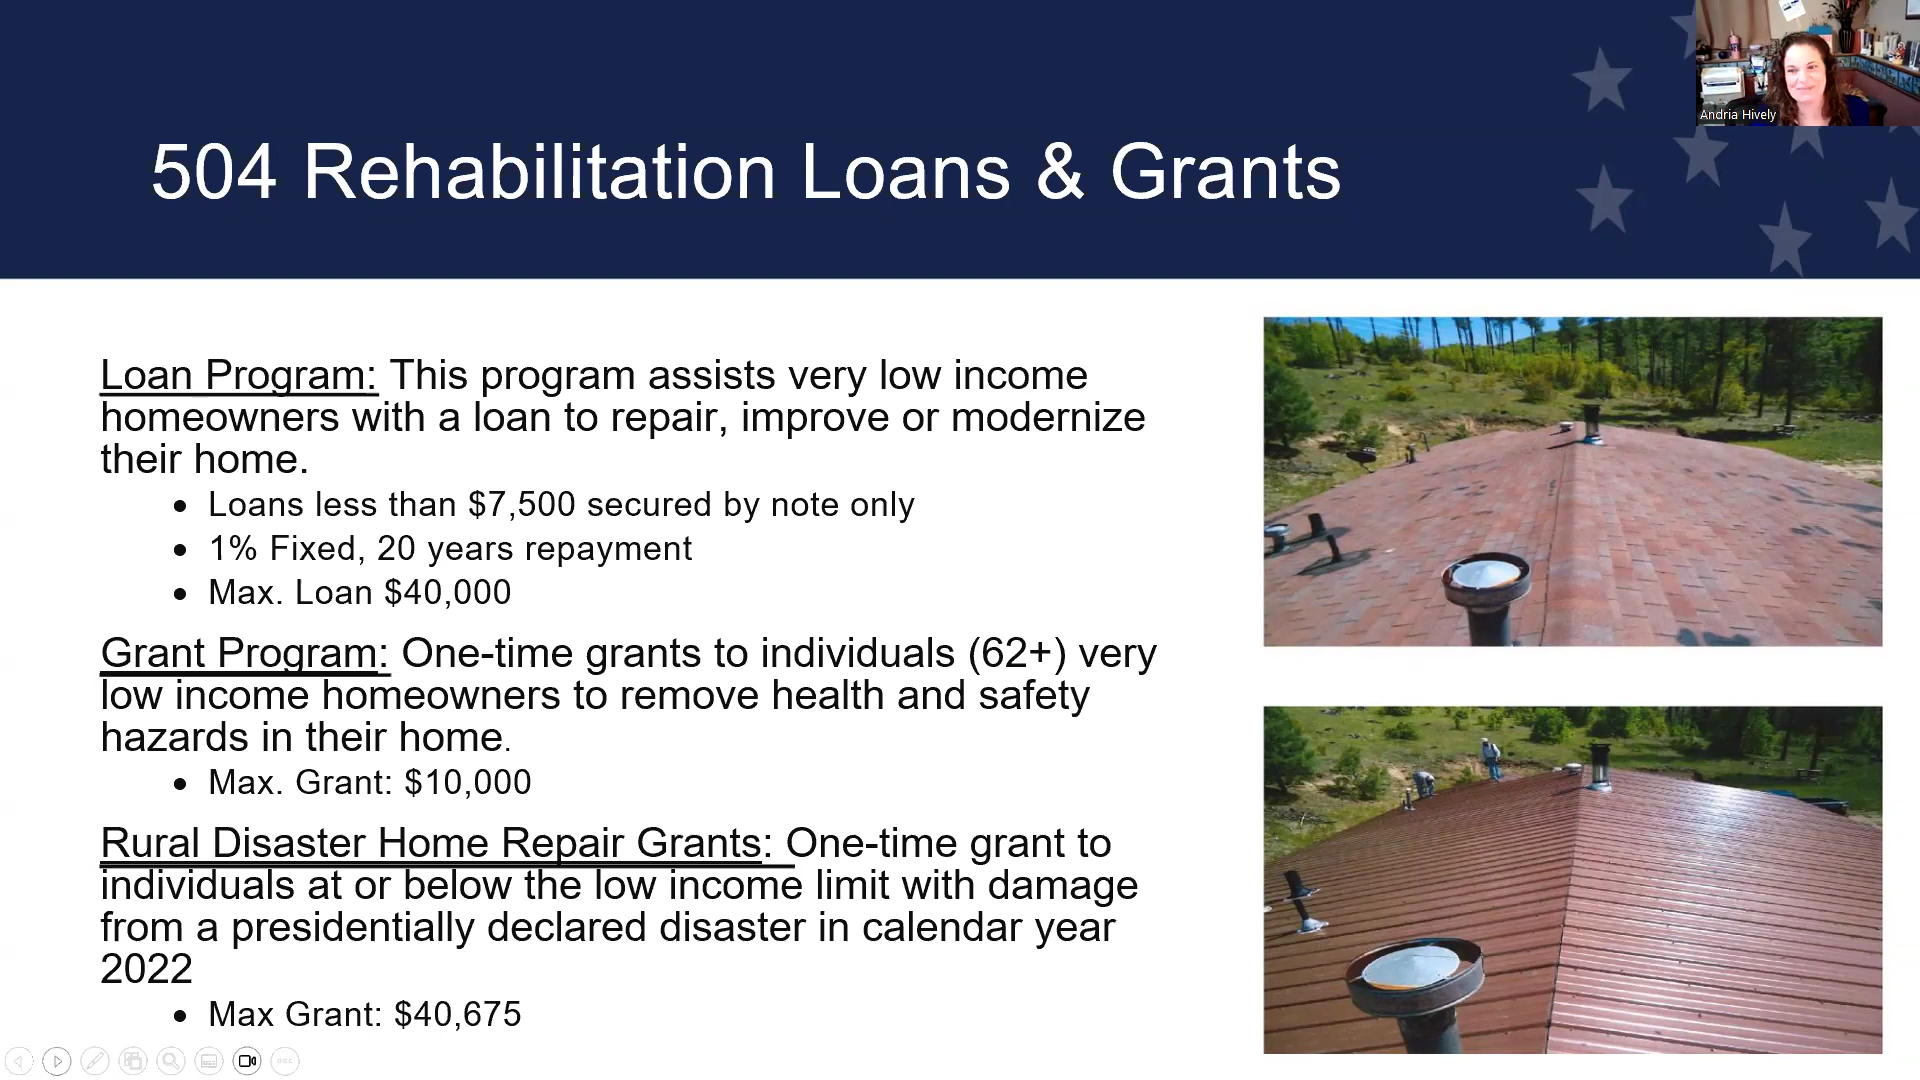 Andria Hively
504 Rehabilitation Loans & Grants
Loan Program: This program assists very low income
homeowners with a loan to repair, improve or modernize
their home.
• Loans less than $7,500 secured by note only
• 1% Fixed, 20 years repayment
• Max. Loan $40,000
Grant Program: One-time grants to individuals (62+) very
low income homeowners to remove health and safety
hazards in their home.
• Max. Grant: $10,000
Rural Disaster Home Repair Grants: One-time grant to
individuals at or below the low income limit with damage
from a presidentially declared disaster in calendar year
2022
• Max Grant: $40,675